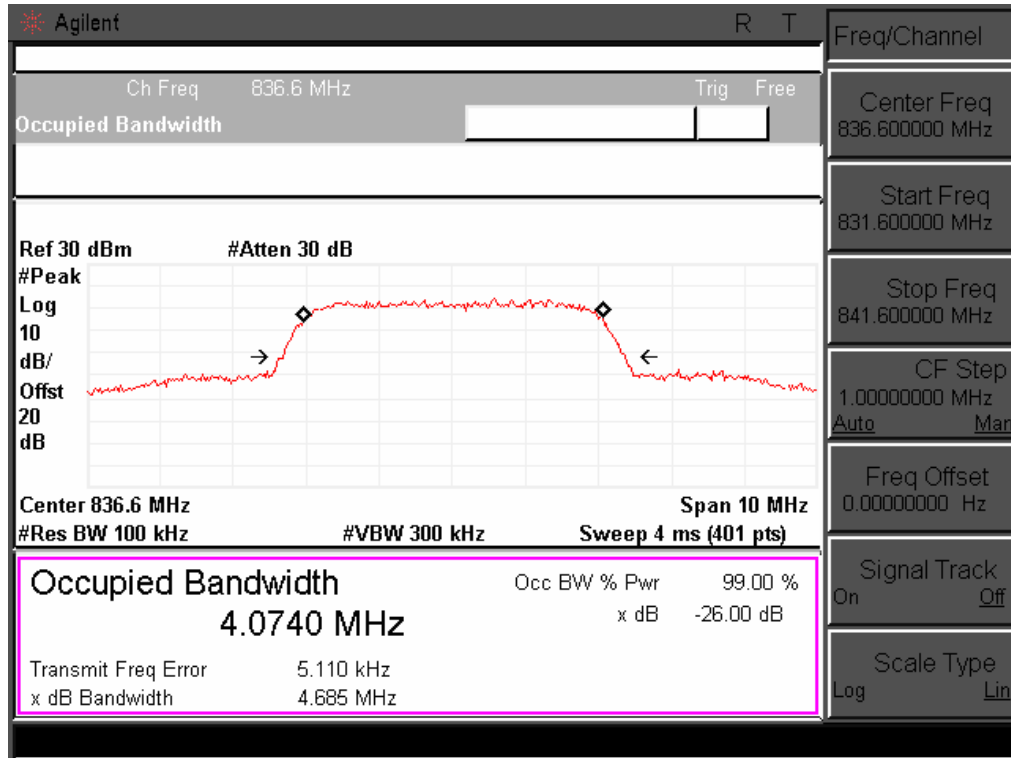 Agilent R T
Ch Freq 836.6 MHz Trig Free
Occupied Bandwidth
Ref 30 dBm #Atten 30 dB
#Peak
Log
10
dB/
Offst
20
dB
Center 836.6 MHz Span 10 MHz
#Res BW 100 kHz #VBW 300 kHz Sweep 4 ms (401 pts)
Occupied Bandwidth
4.0740 MHz
Occ BW % Pwr 99.00 %
x dB -26.00 dB
Transmit Freq Error 5.110 kHz
x dB Bandwidth 4.685 MHz
Freq/Channel
Center Freq
836.600000 MHz
Start Freq
831.600000 MHz
Stop Freq
841.600000 MHz
CF Step
1.00000000 MHz
Auto Man
Freq Offset
0.00000000 Hz
Signal Track
On Off
Scale Type
Log Lin